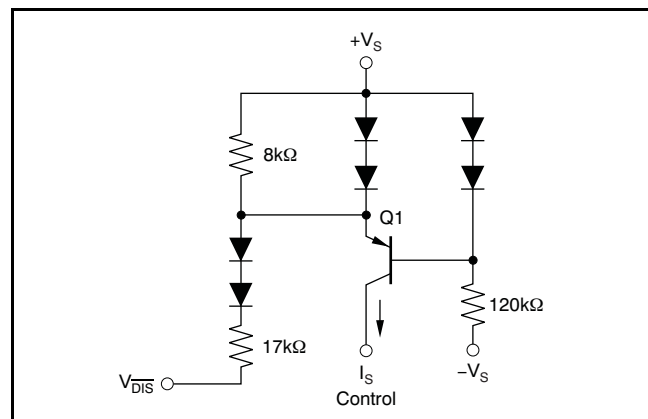 +VS
8kΩ
Q1
120kΩ
17kΩ
VDIS
IS
Control
−VS